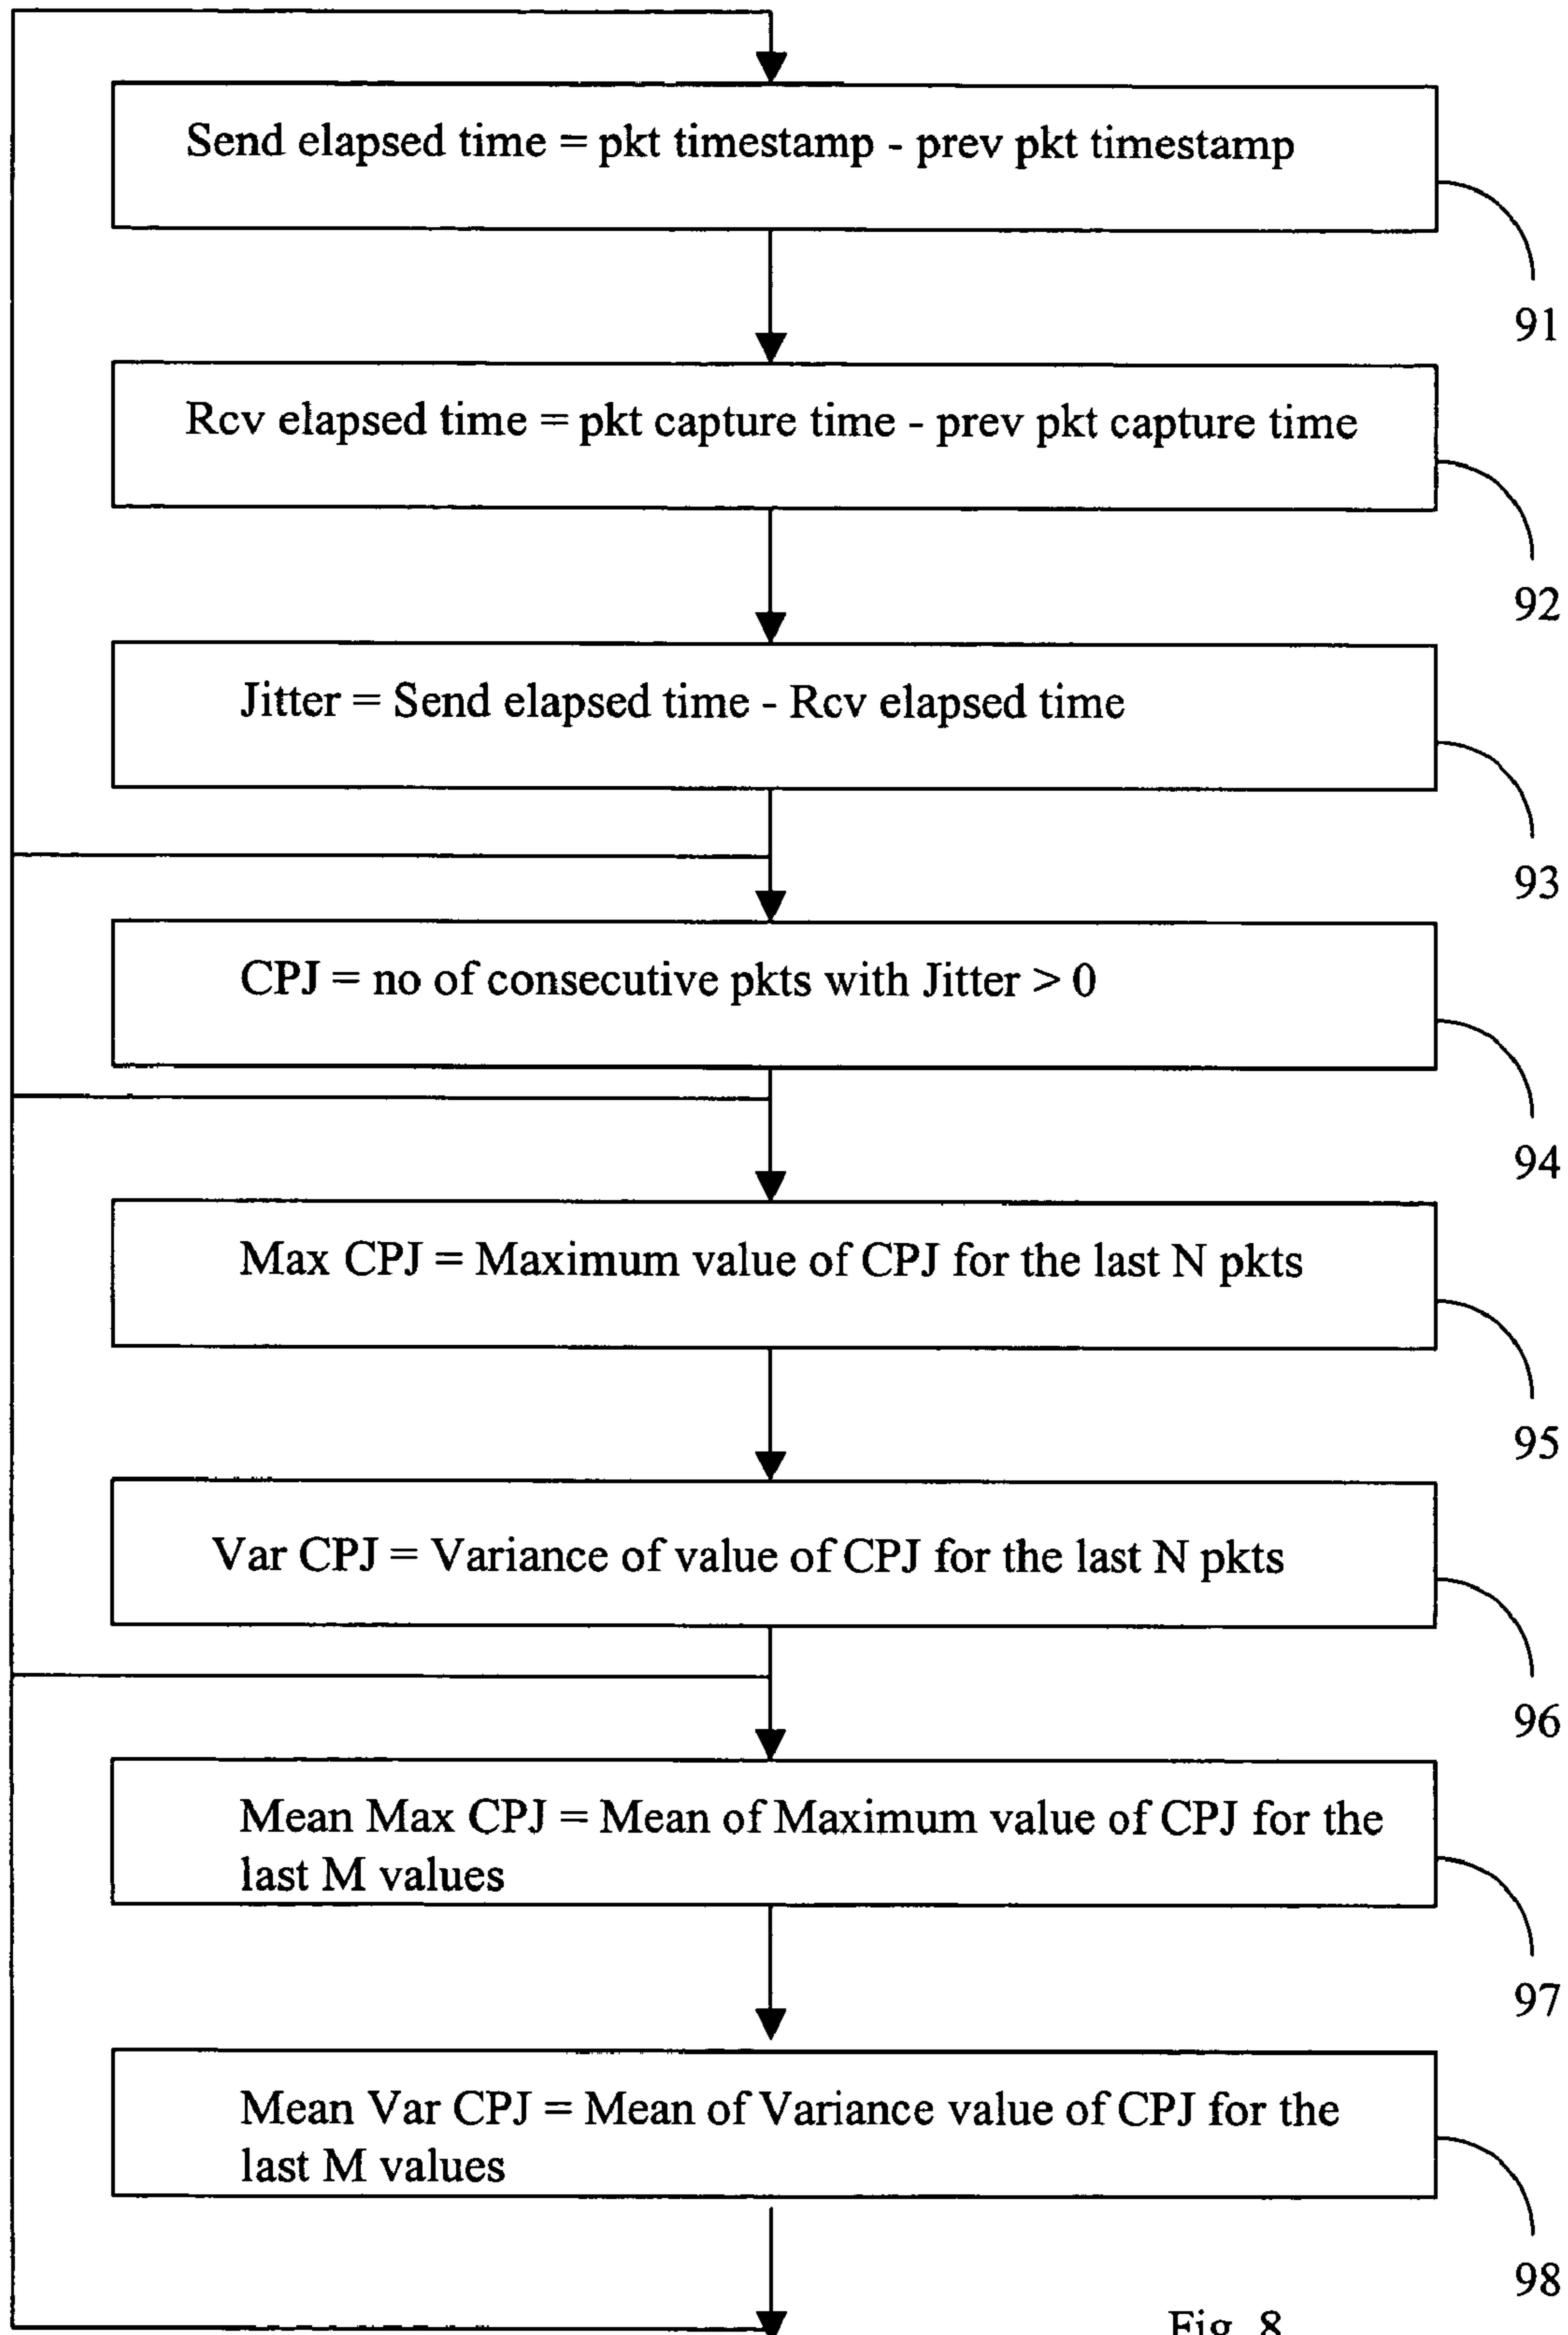 Send elapsed time = pkt timestamp - prev pkt timestamp
91
Rcv elapsed time = pkt capture time - prev pkt capture time
92
Jitter = Send elapsed time - Rcv elapsed time
93
CPJ = no of consecutive pkts with Jitter > 0
94
Max CPJ = Maximum value of CPJ for the last N pkts
95
Var CPJ = Variance of value of CPJ for the last N pkts
96
Mean Max CPJ = Mean of Maximum value of CPJ for the
last M values
97
Mean Var CPJ = Mean of Variance value of CPJ for the
last M values
98
Fig. 8